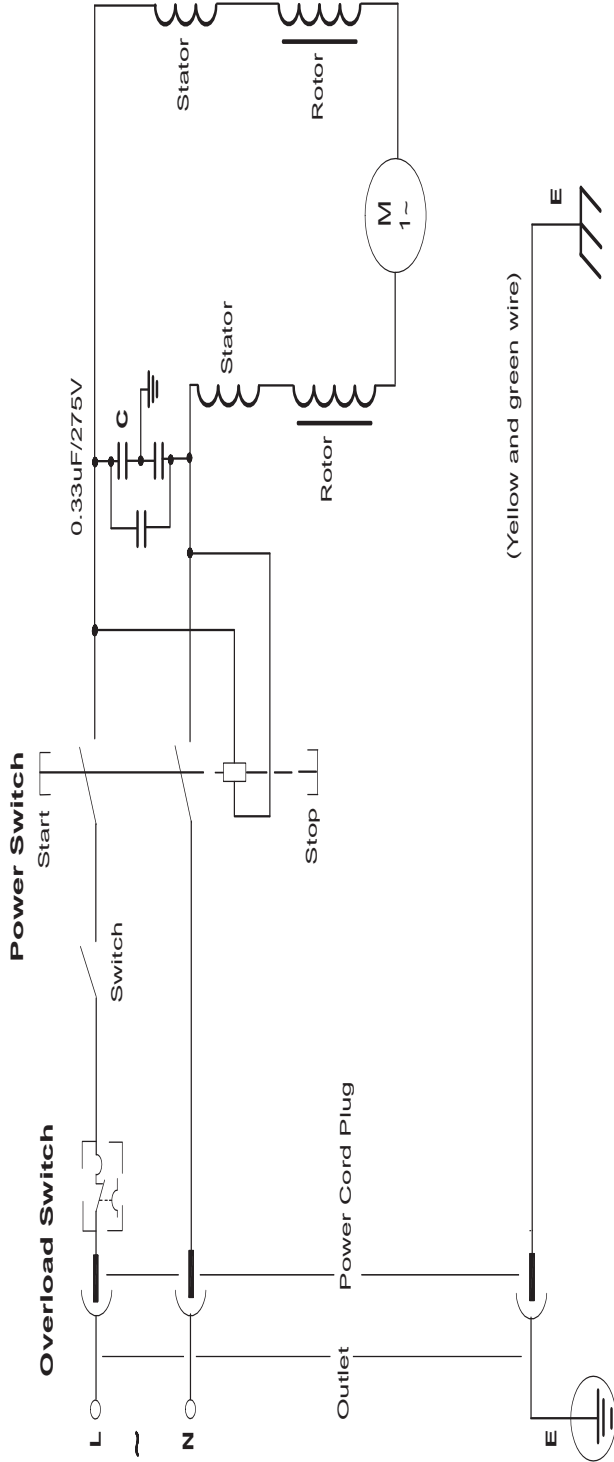 Overload Switch
Power Switch
Start
Switch
Stop
0.33uF/275V
C
Stator
Rotor
Stator
Rotor
M
1~
L
~
N
Outlet
Power Cord Plug
(Yellow and green wire)
E
E